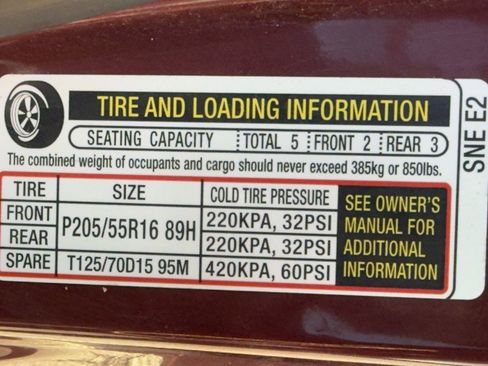 TIRE AND LOADING INFORMATION
SEATING CAPACITY TOTAL 5 FRONT 2 REAR 3
The combined weight of occupants and cargo should never exceed 385kg or 850lbs.
TIRE SIZE COLD TIRE PRESSURE
FRONT P205/55R16 89H 220KPA, 32PSI
REAR 220KPA, 32PSI
SPARE T125/70D15 95M 420KPA, 60PSI
SEE OWNER'S
MANUAL FOR
ADDITIONAL
INFORMATION
SNE E2